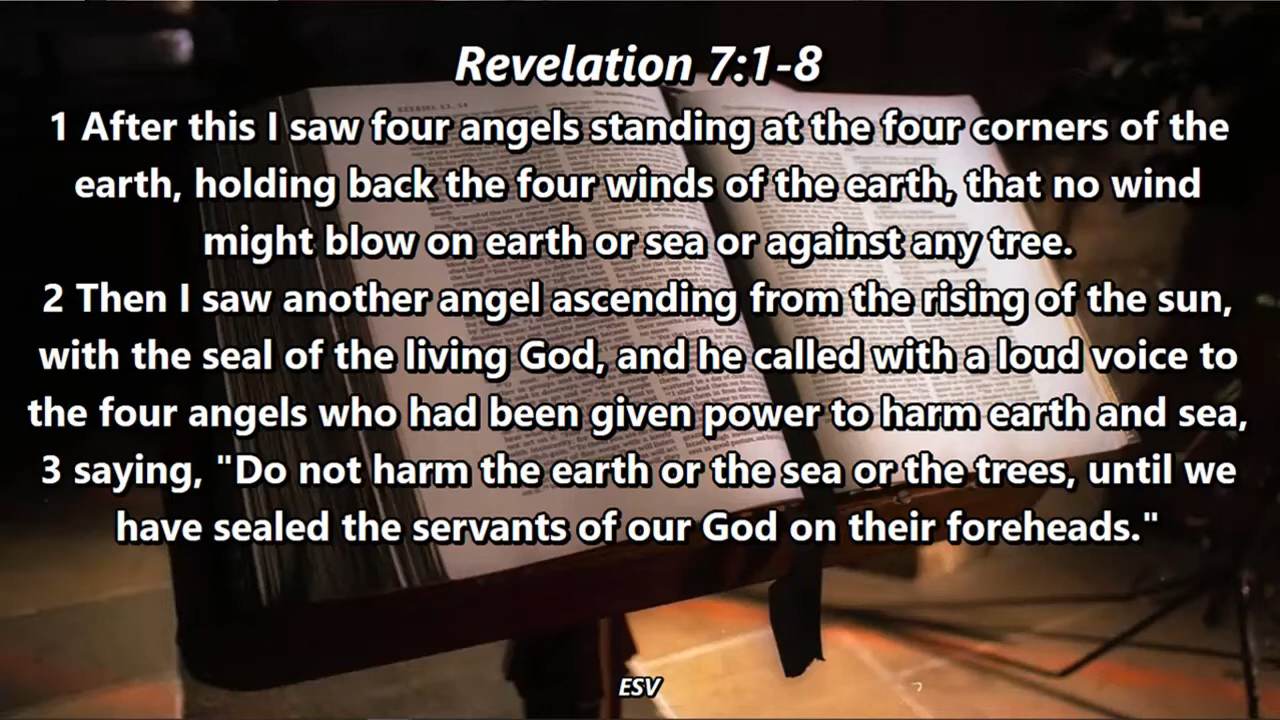 Revelation 7:1-8
1 After this I saw four angels standing at the four corners of the
earth, holding back the four winds of the earth, that no wind
might blow on earth or sea or against any tree.
2 Then I saw another angel ascending from the rising of the sun,
with the seal of the living God, and he called with a loud voice to
the four angels who had been given power to harm earth and sea,
3 saying, "Do not harm the earth or the sea or the trees, until we
have sealed the servants of our God on their foreheads."
ESV